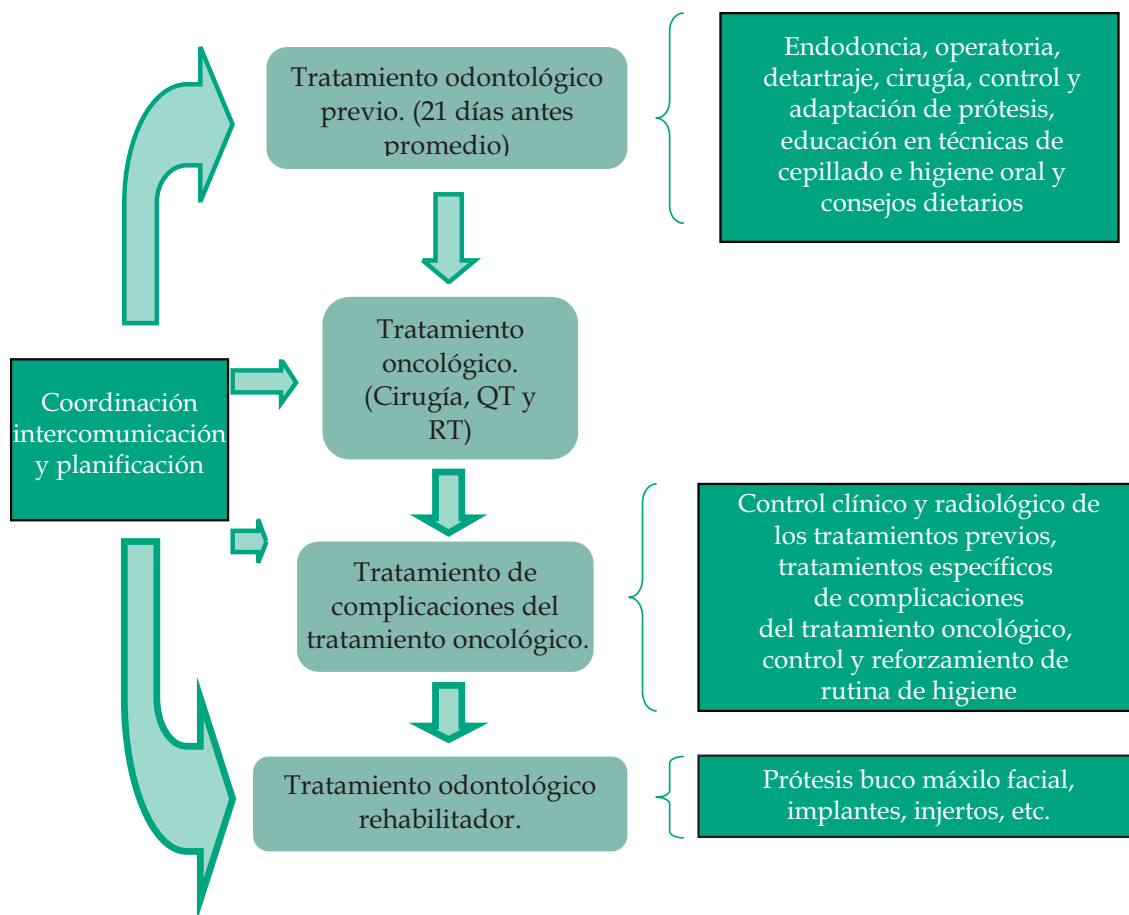 Tratamiento odontológico
previo. (21 días antes
promedio)
Endodoncia, operatoria,
detartraje, cirugía, control y
adaptación de prótesis,
educación en técnicas de
cepillado e higiene oral y
consejos dietarios
Tratamiento
oncológico.
(Cirugía, QT y
RT)
Coordinación
intercomunicación
y planificación
Tratamiento de
complicaciones del
tratamiento oncológico.
Control clínico y radiológico de
los tratamientos previos,
tratamientos específicos
de complicaciones
del tratamiento oncológico,
control y reforzamiento de
rutina de higiene
Tratamiento odontológico
rehabilitador.
Prótesis buco máxilo facial,
implantes, injertos, etc.